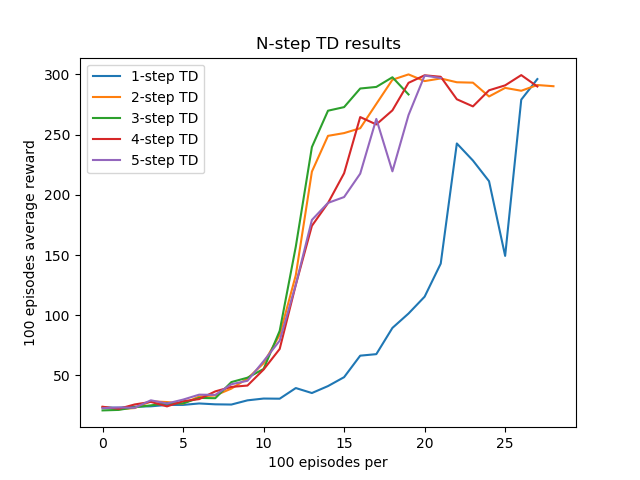 N-step TD results
1-step TD
2-step TD
3-step TD
4-step TD
5-step TD
300
250
200
150
100
50
100 episodes average reward
0 5 10 15 20 25
100 episodes per